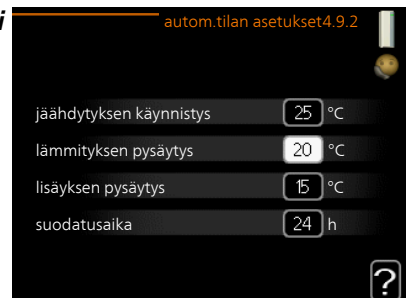 i
autom.tilan asetukset4.9.2
jäähdytyksen käynnistys 25 °C
lämmityksen pysäytys 20 °C
lisäyksen pysäytys 15 °C
suodatusaika 24 h
?